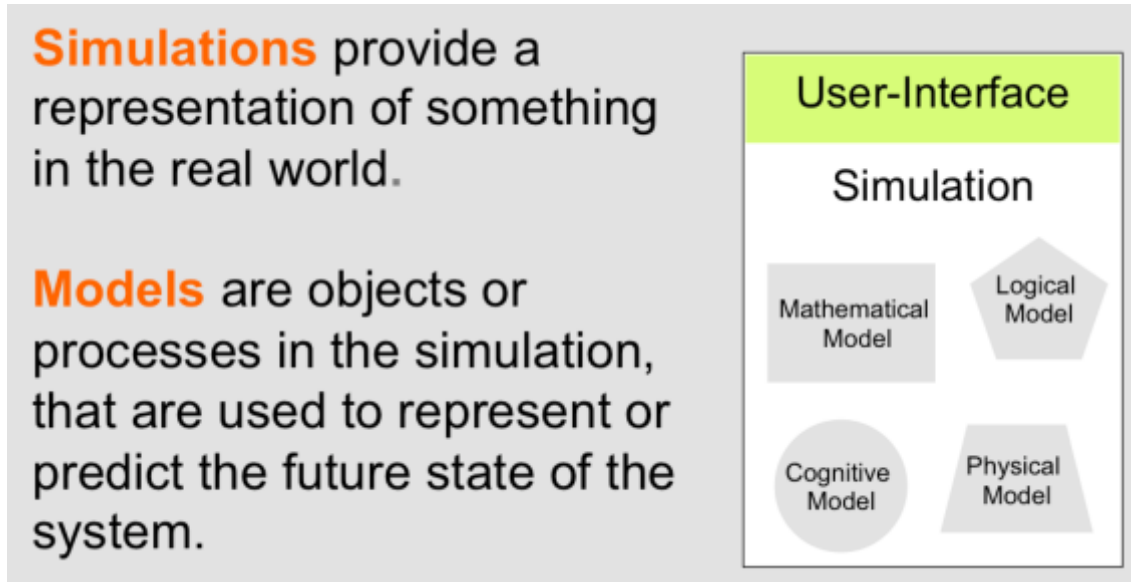 Simulations provide a
representation of something
in the real world.
Models are objects or
processes in the simulation,
that are used to represent or
predict the future state of the
system.
User-Interface
Simulation
Mathematical
Model
Logical
Model
Cognitive
Model
Physical
Model